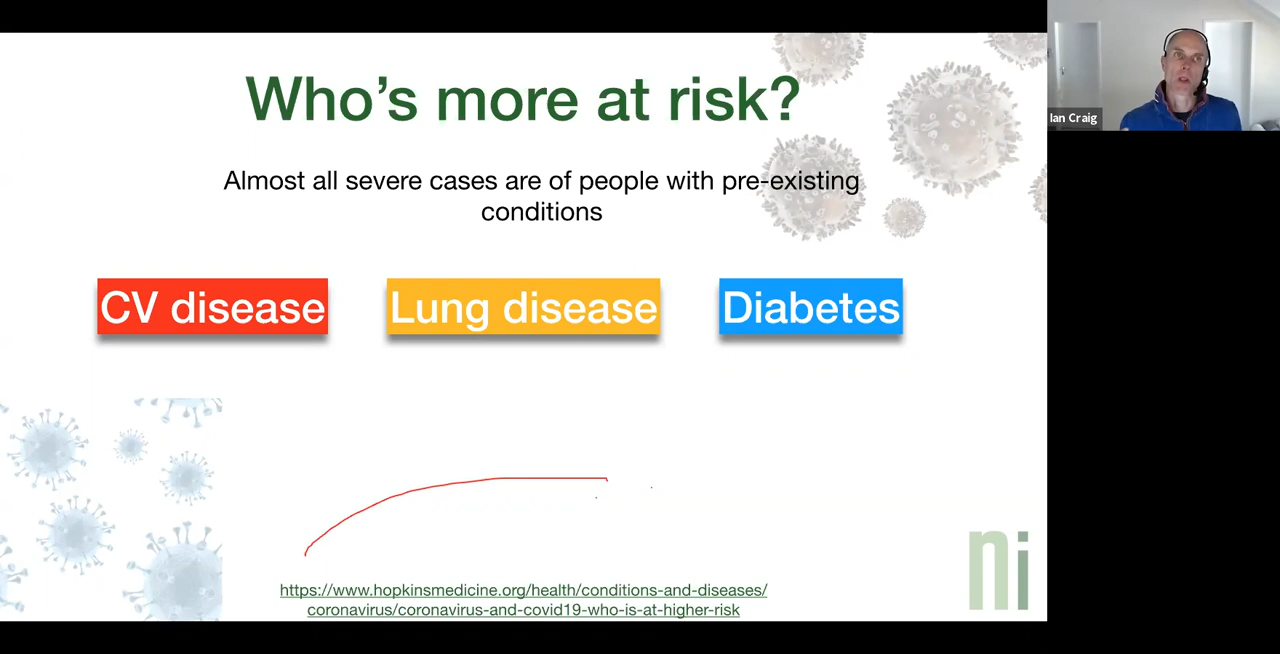 Who's more at risk?
Almost all severe cases are of people with pre-existing
conditions
CV disease
Lung disease
Diabetes
https://www.hopkinsmedicine.org/health/conditions-and-diseases/
coronavirus/coronavirus-and-covid19-who-is-at-higher-risk
ni
Ian Craig